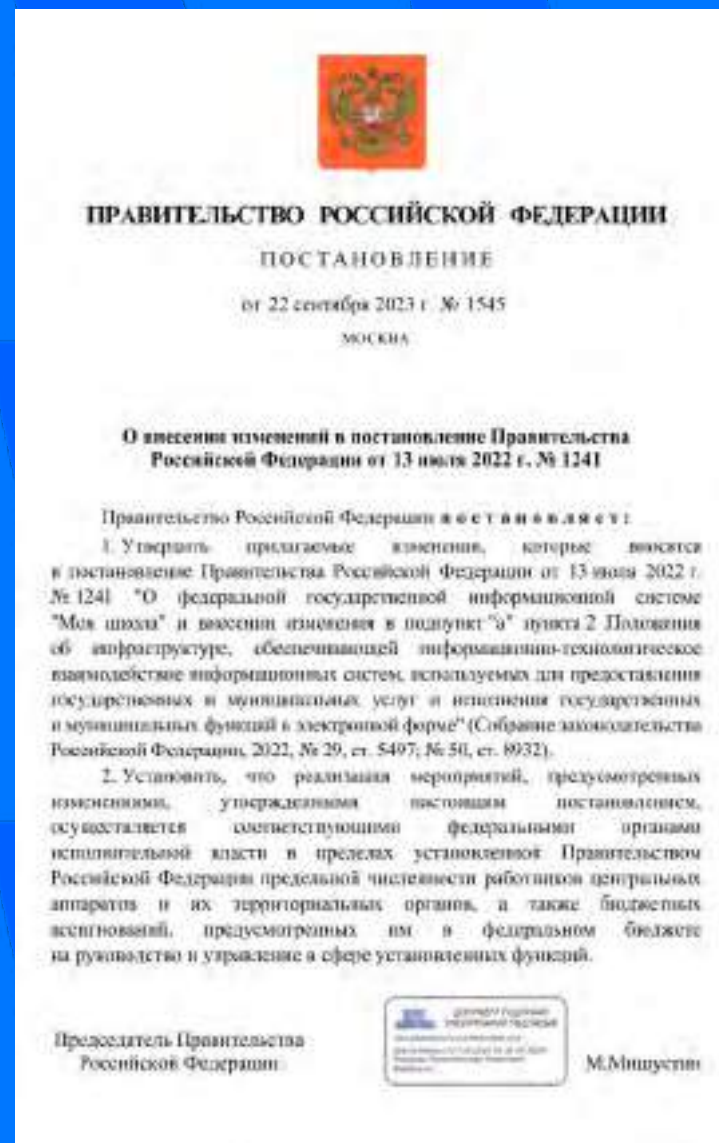 ПРАВИТЕЛЬСТВО РОССИЙСКОЙ ФЕДЕРАЦИИ
ПОСТАНОВЛЕНИЕ
от 22 сентября 2023 г. № 1545
МОСКВА
О внесении изменений в постановление Правительства
Российской Федерации от 13 июля 2022 г. № 1241
Правительство Российской Федерации постановляет:
1. Утвердить прилагаемые изменения, которые вносятся
в постановление Правительства Российской Федерации от 13 июля 2022 г.
№ 1241 "О федеральной государственной информационной системе
"Моя школа" и внесении изменения в подпункт "а" пункта 2 Положения
об инфраструктуре, обеспечивающей информационно-технологическое
взаимодействие информационных систем, используемых для предоставления
государственных и муниципальных услуг и исполнения государственных
и муниципальных функций в электронной форме" (Собрание законодательства
Российской Федерации, 2022, № 29, ст. 5497; № 50, ст. 8932).
2. Установить, что реализация мероприятий, предусмотренных
изменениями, утвержденными настоящим постановлением,
осуществляется соответствующими федеральными органами
исполнительной власти в пределах установленной Правительством
Российской Федерации предельной численности работников центральных
аппаратов и их территориальных органов, а также бюджетных
ассигнований, предусмотренных им в федеральном бюджете
на руководство и управление в сфере установленных функций.
Председатель Правительства
Российской Федерации
ДОКУМЕНТ ПОДПИСАН
ЭЛЕКТРОННОЙ ПОДПИСЬЮ
М.Мишустин